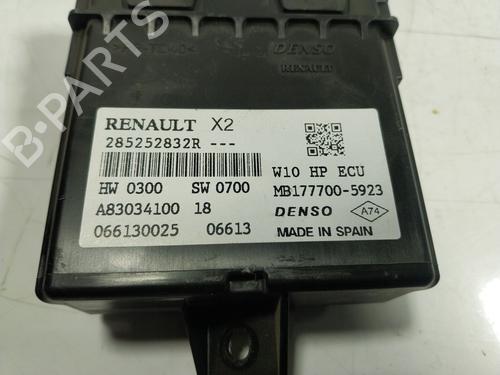 B-PARTS
DENSO
RENAULT
RENAULT X2
285252832R ---
HW 0300 SW 0700
A83034100 18
066130025 06613
W10 HP ECU
MB177700-5923
DENSO A74
MADE IN SPAIN